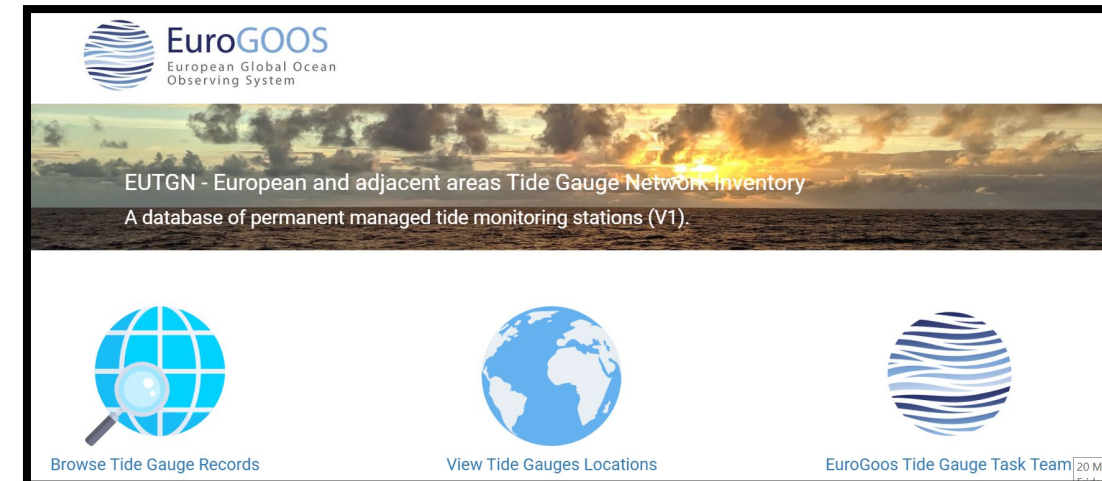 EuroGOOS
European Global Ocean
Observing System
EUTGN - European and adjacent areas Tide Gauge Network Inventory
A database of permanent managed tide monitoring stations (V1).
Browse Tide Gauge Records
View Tide Gauges Locations
EuroGoos Tide Gauge Task Team
20 M